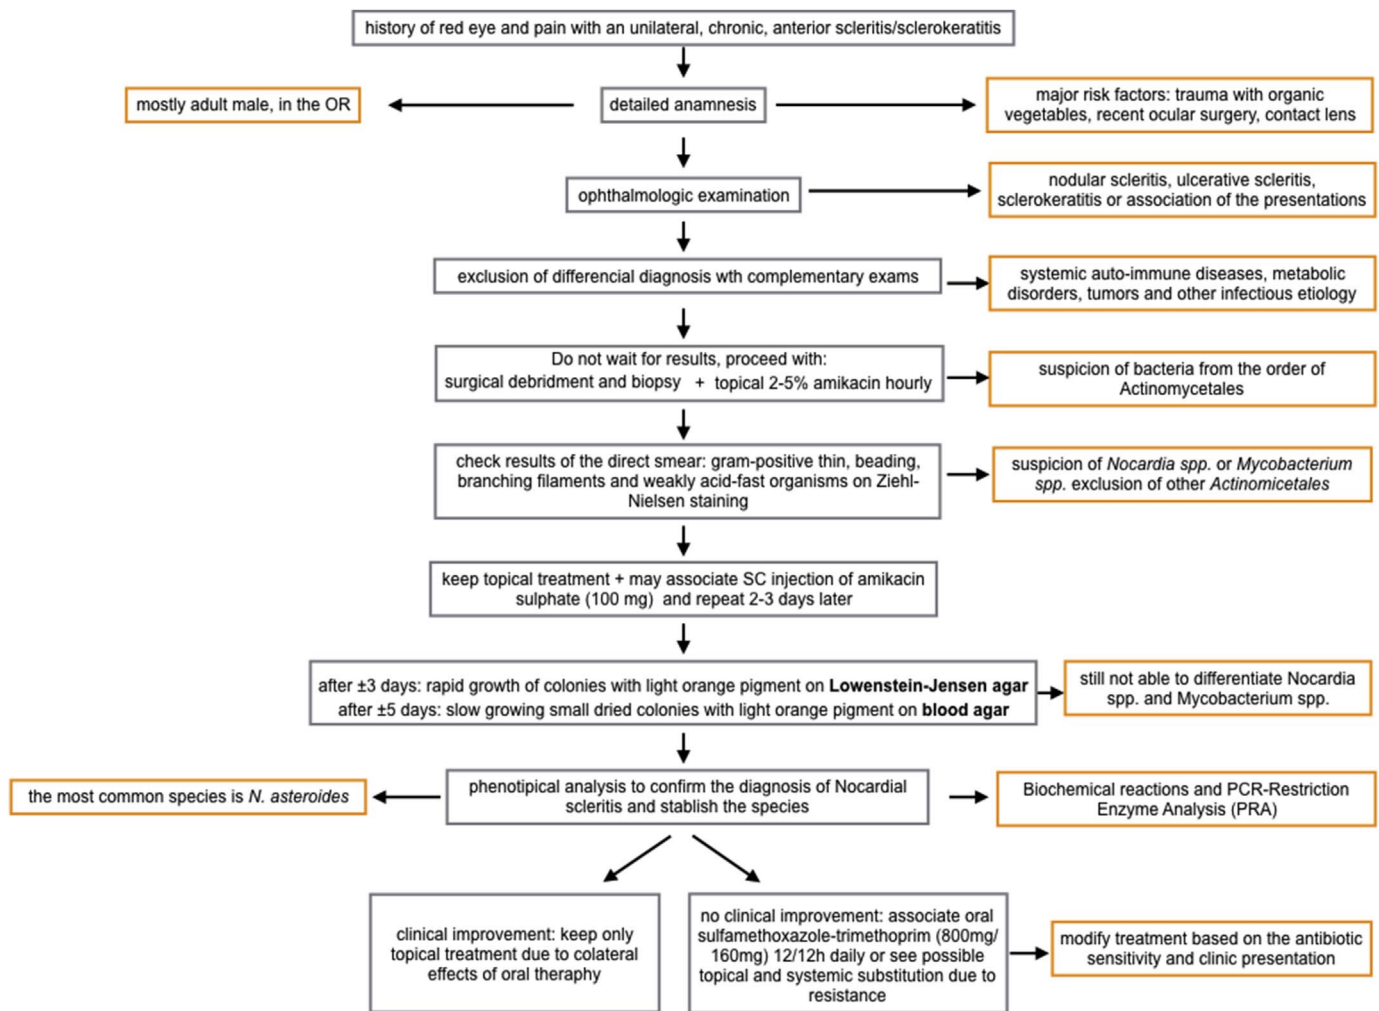 history of red eye and pain with an unilateral, chronic, anterior scleritis/sclerokeratitis
mostly adult male, in the OR
detailed anamnesis
major risk factors: trauma with organic
vegetables, recent ocular surgery, contact lens
ophthalmologic examination
nodular scleritis, ulcerative scleritis,
sclerokeratitis or association of the presentations
exclusion of differencial diagnosis wth complementary exams
systemic auto-immune diseases, metabolic
disorders, tumors and other infectious etiology
Do not wait for results, proceed with:
surgical debridment and biopsy + topical 2-5% amikacin hourly
suspicion of bacteria from the order of
Actinomycetales
check results of the direct smear: gram-positive thin, beading,
branching filaments and weakly acid-fast organisms on Ziehl-
Nielsen staining
suspicion of Nocardia spp. or Mycobacterium
spp. exclusion of other Actinomicetales
keep topical treatment + may associate SC injection of amikacin
sulphate (100 mg) and repeat 2-3 days later
after ±3 days: rapid growth of colonies with light orange pigment on Lowenstein-Jensen agar
after ±5 days: slow growing small dried colonies with light orange pigment on blood agar
still not able to differentiate Nocardia
spp. and Mycobacterium spp.
the most common species is N. asteroides
phenotipical analysis to confirm the diagnosis of Nocardial
scleritis and stablish the species
Biochemical reactions and PCR-Restriction
Enzyme Analysis (PRA)
clinical improvement: keep only
topical treatment due to colateral
effects of oral theraphy
no clinical improvement: associate oral
sulfamethoxazole-trimethoprim (800mg/
160mg) 12/12h daily or see possible
topical and systemic substitution due to
resistance
modify treatment based on the antibiotic
sensitivity and clinic presentation